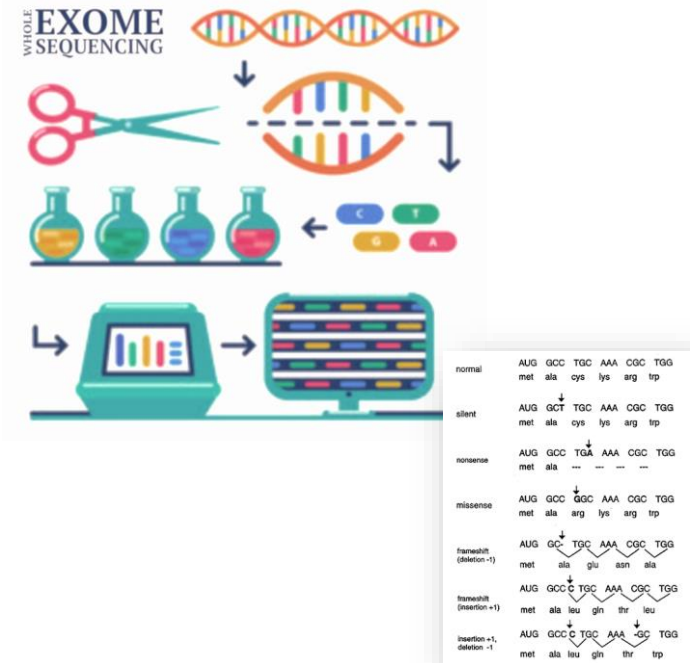 WHOLE
EXOME
SEQUENCING
C T
G A
normal
AUG GCC TGC AAA CGC TGG
met ala cys lys arg trp
silent
AUG GCT TGC AAA CGC TGG
met ala cys lys arg trp
nonsense
AUG GCC TGA AAA CGC TGG
met ala --- --- --- ---
missense
AUG GCC GGC AAA CGC TGG
met ala arg lys arg trp
frameshift
(deletion -1)
AUG GC- TGC AAA CGC TGG
met ala glu asn ala
frameshift
(insertion +1)
AUG GCC C TGC AAA CGC TGG
met ala leu gln thr leu
insertion +1,
deletion -1
AUG GCC C TGC AAA -GC TGG
met ala leu gln thr trp